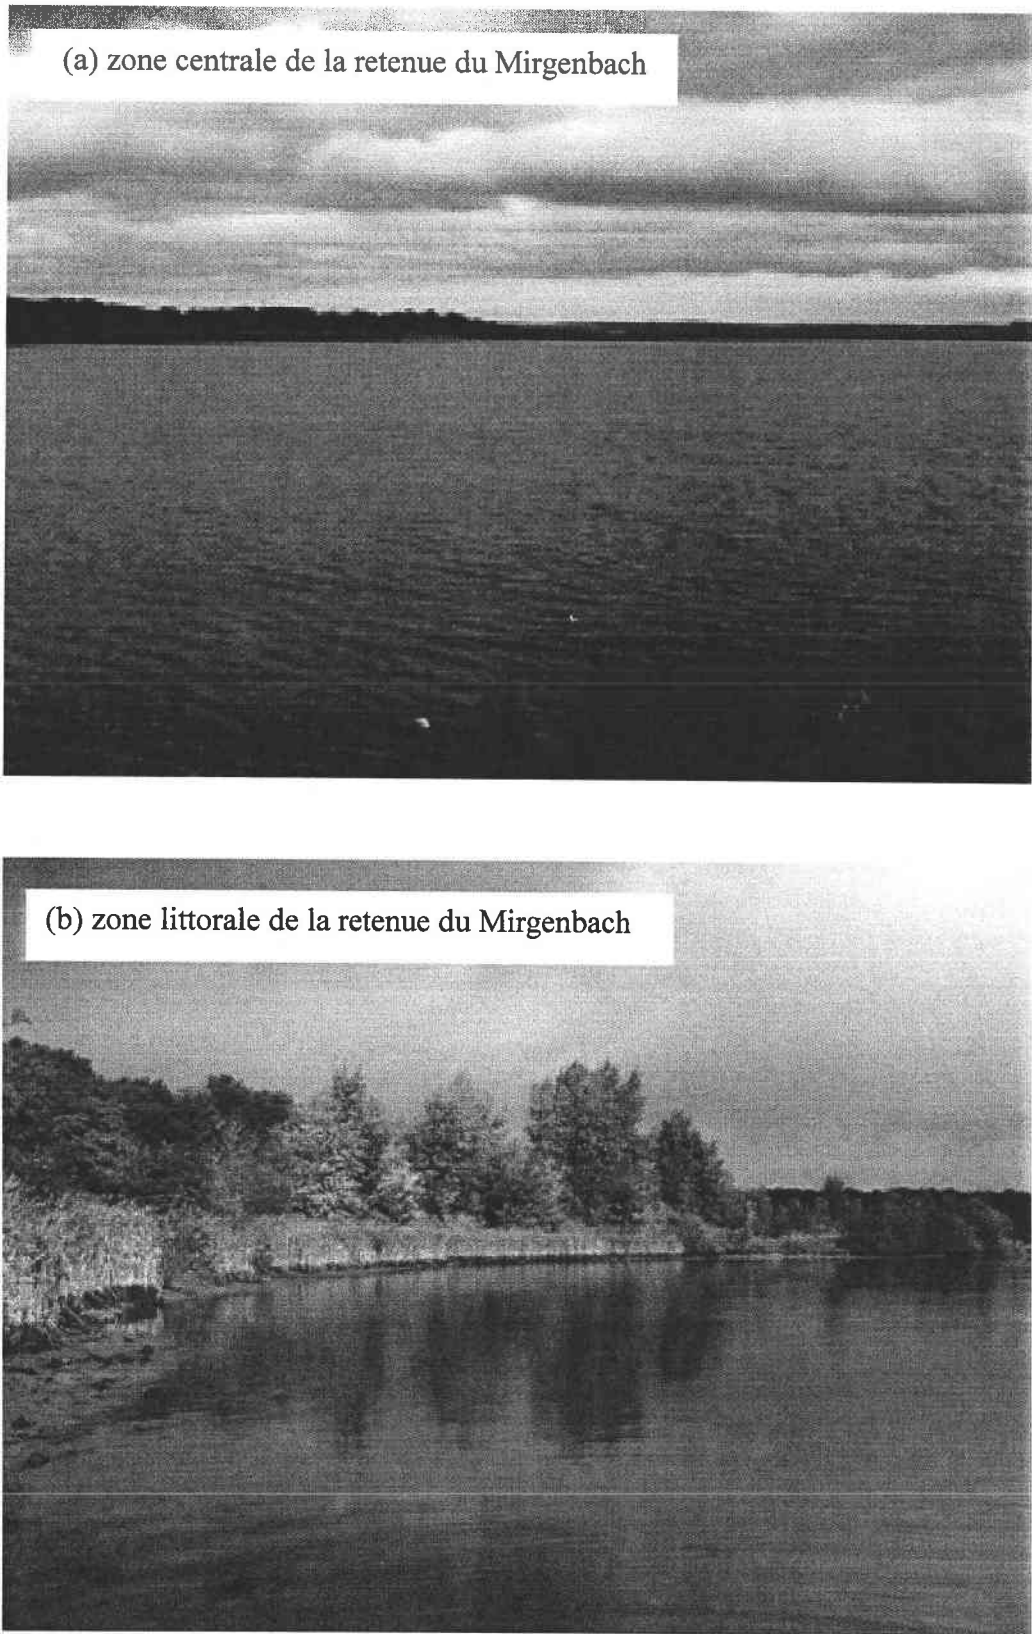 (a) zone centrale de la retenue du Mirgenbach
(b) zone littorale de la retenue du Mirgenbach